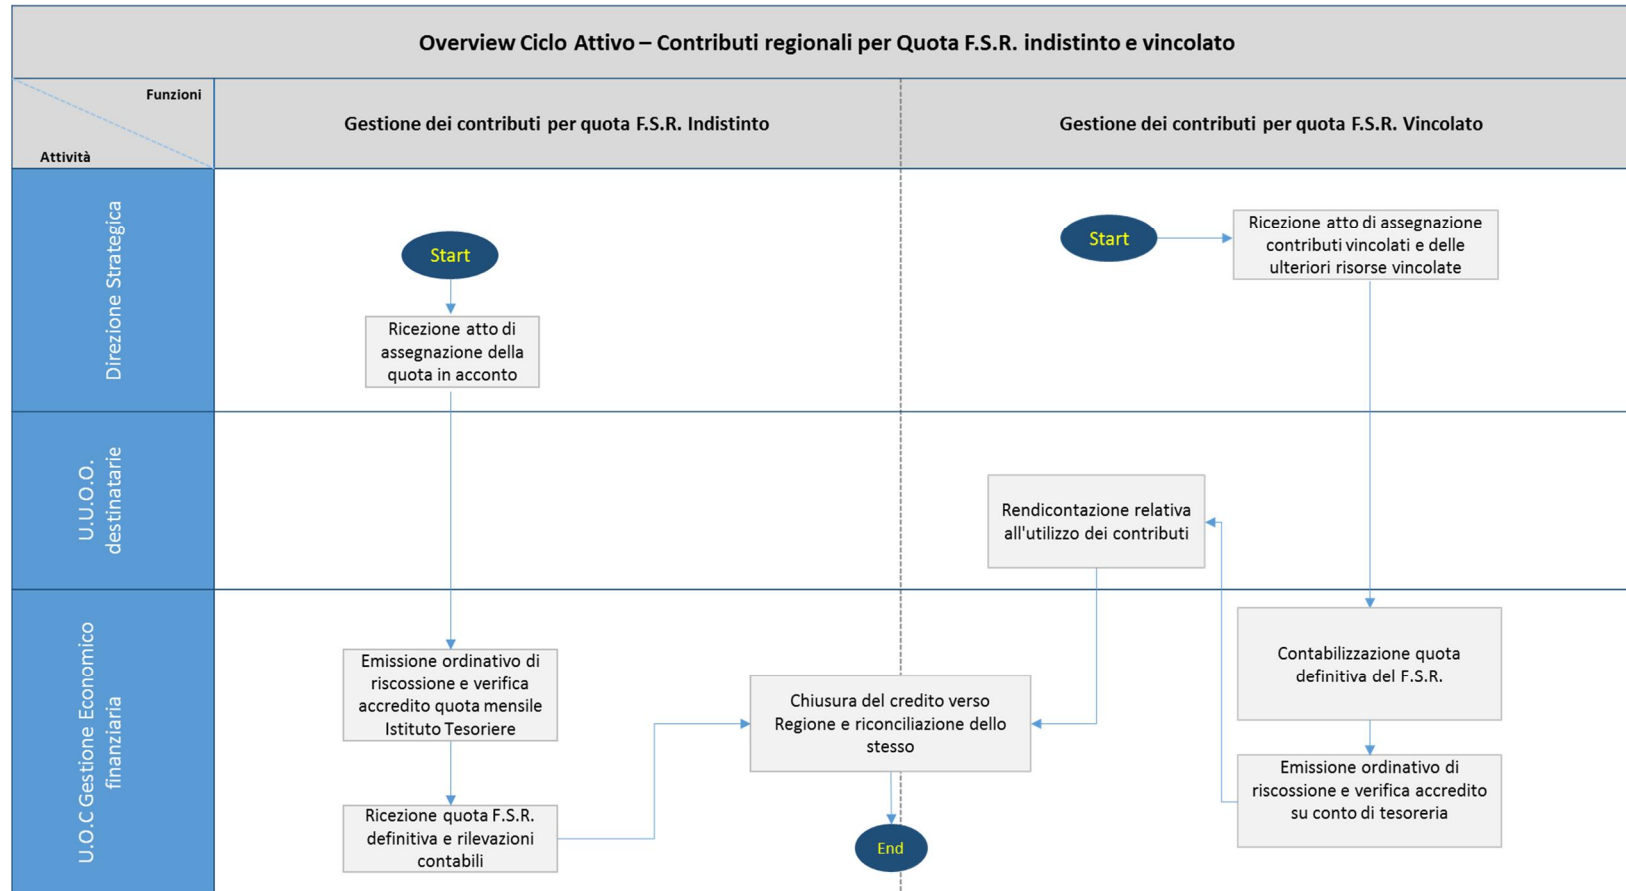 Overview Ciclo Attivo – Contributi regionali per Quota F.S.R. indistinto e vincolato
Funzioni
Attività
Gestione dei contributi per quota F.S.R. Indistinto
Gestione dei contributi per quota F.S.R. Vincolato
Direzione Strategica
Start
Ricezione atto di
assegnazione della
quota in acconto
Start
Ricezione atto di assegnazione
contributi vincolati e delle
ulteriori risorse vincolate
U.U.O.O.
destinatarie
Rendicontazione relativa
all'utilizzo dei contributi
U.O.C Gestione Economico
finanziaria
Emissione ordinativo di
riscossione e verifica
accredito quota mensile
Istituto Tesoriere
Ricezione quota F.S.R.
definitiva e rilevazioni
contabili
Chiusura del credito verso
Regione e riconciliazione dello
stesso
End
Contabilizzazione quota
definitiva del F.S.R.
Emissione ordinativo di
riscossione e verifica accredito
su conto di tesoreria